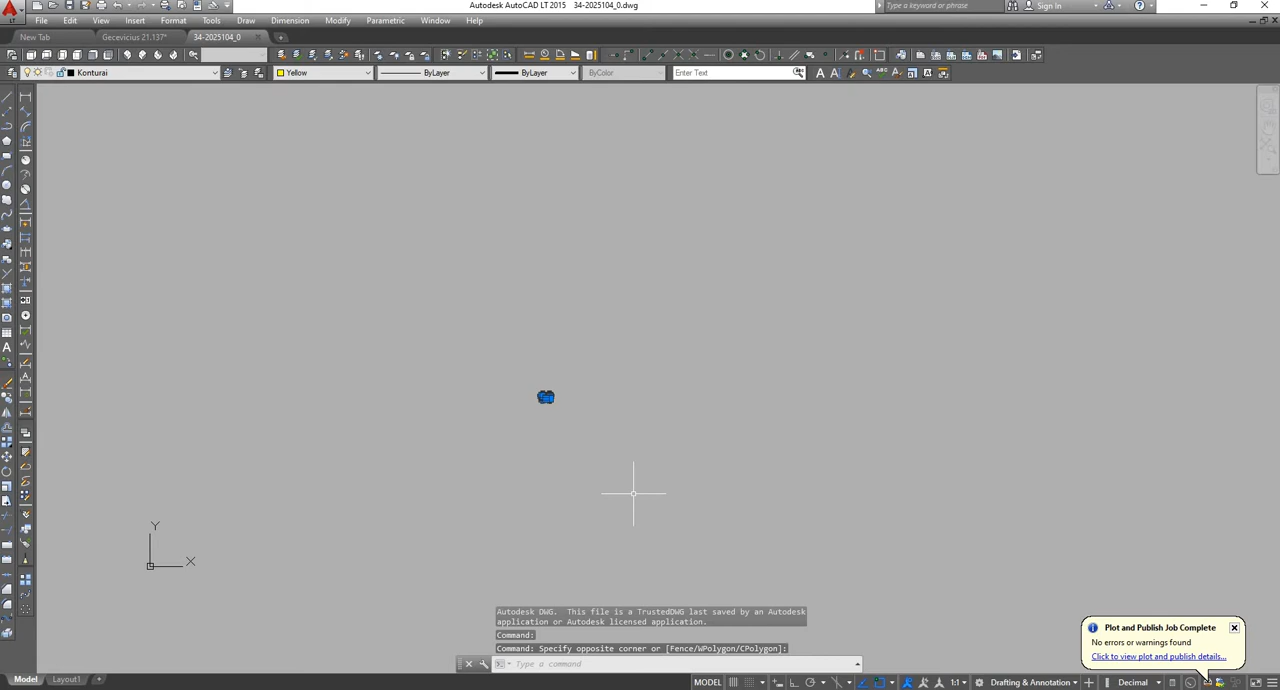 Autodesk AutoCAD LT 2015 34-2025104_0.dwg
Type a keyword or phrase
Sign In
LT
File Edit View Insert Format Tools Draw Dimension Modify Parametric Window Help
New Tab
Gecevicius 21.137*
34-2025104_0
Konturai
Yellow
ByLayer
ByLayer
ByColor
Enter Text
Y
X
Autodesk DWG. This file is a TrustedDWG last saved by an Autodesk
application or Autodesk licensed application.
Command:
Command: Specify opposite corner or [Fence/WPolygon/CPolygon]:
Type a command
Plot and Publish Job Complete
No errors or warnings found
Click to view plot and publish details...
Model
Layout1
MODEL
1:1
Drafting & Annotation
Decimal